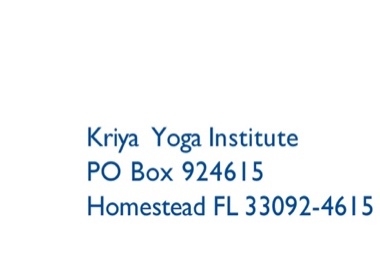 Kriya Yoga Institute
PO Box 924615
Homestead FL 33092-4615